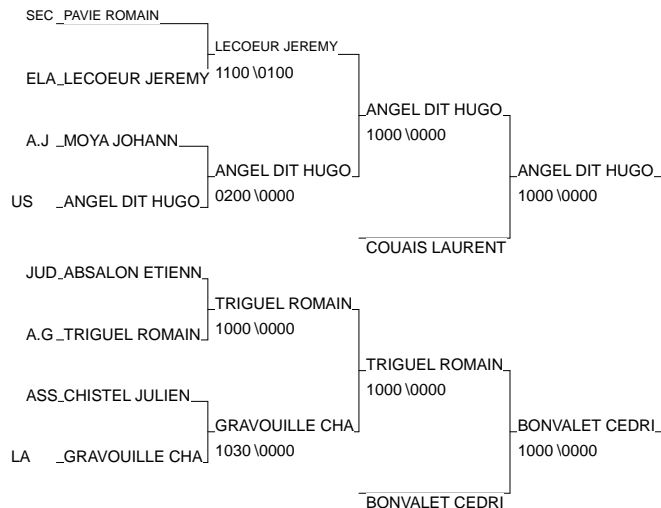 SEC PAVIE ROMAIN
LECOEUR JEREMY
ELA LECOEUR JEREMY 1100 \0100
ANGEL DIT HUGO
1000 \0000
A.J MOYA JOHANN
ANGEL DIT HUGO ANGEL DIT HUGO
0200 \0000 1000 \0000
US ANGEL DIT HUGO
COUAIS LAURENT
JUD ABSALON ETIENN
TRIGUEL ROMAIN
1000 \0000
A.G TRIGUEL ROMAIN
TRIGUEL ROMAIN
1000 \0000
ASS CHISTEL JULIEN
GRAVOUILLE CHA BONVALET CEDRI
1030 \0000 1000 \0000
LA GRAVOUILLE CHA
BONVALET CEDRI